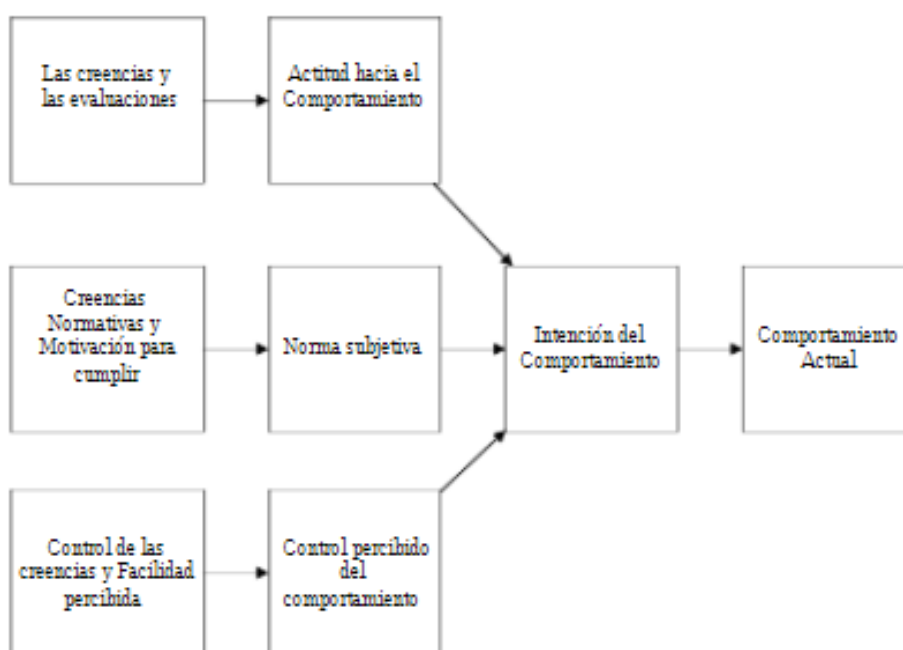 Las creencias y
las evaluaciones
Actitud hacia el
Comportamiento
Creencias
Normativas y
Motivación para
cumplir
Norma subjetiva
Intención del
Comportamiento
Comportamiento
Actual
Control de las
creencias y Facilidad
percibida
Control percibido
del
comportamiento